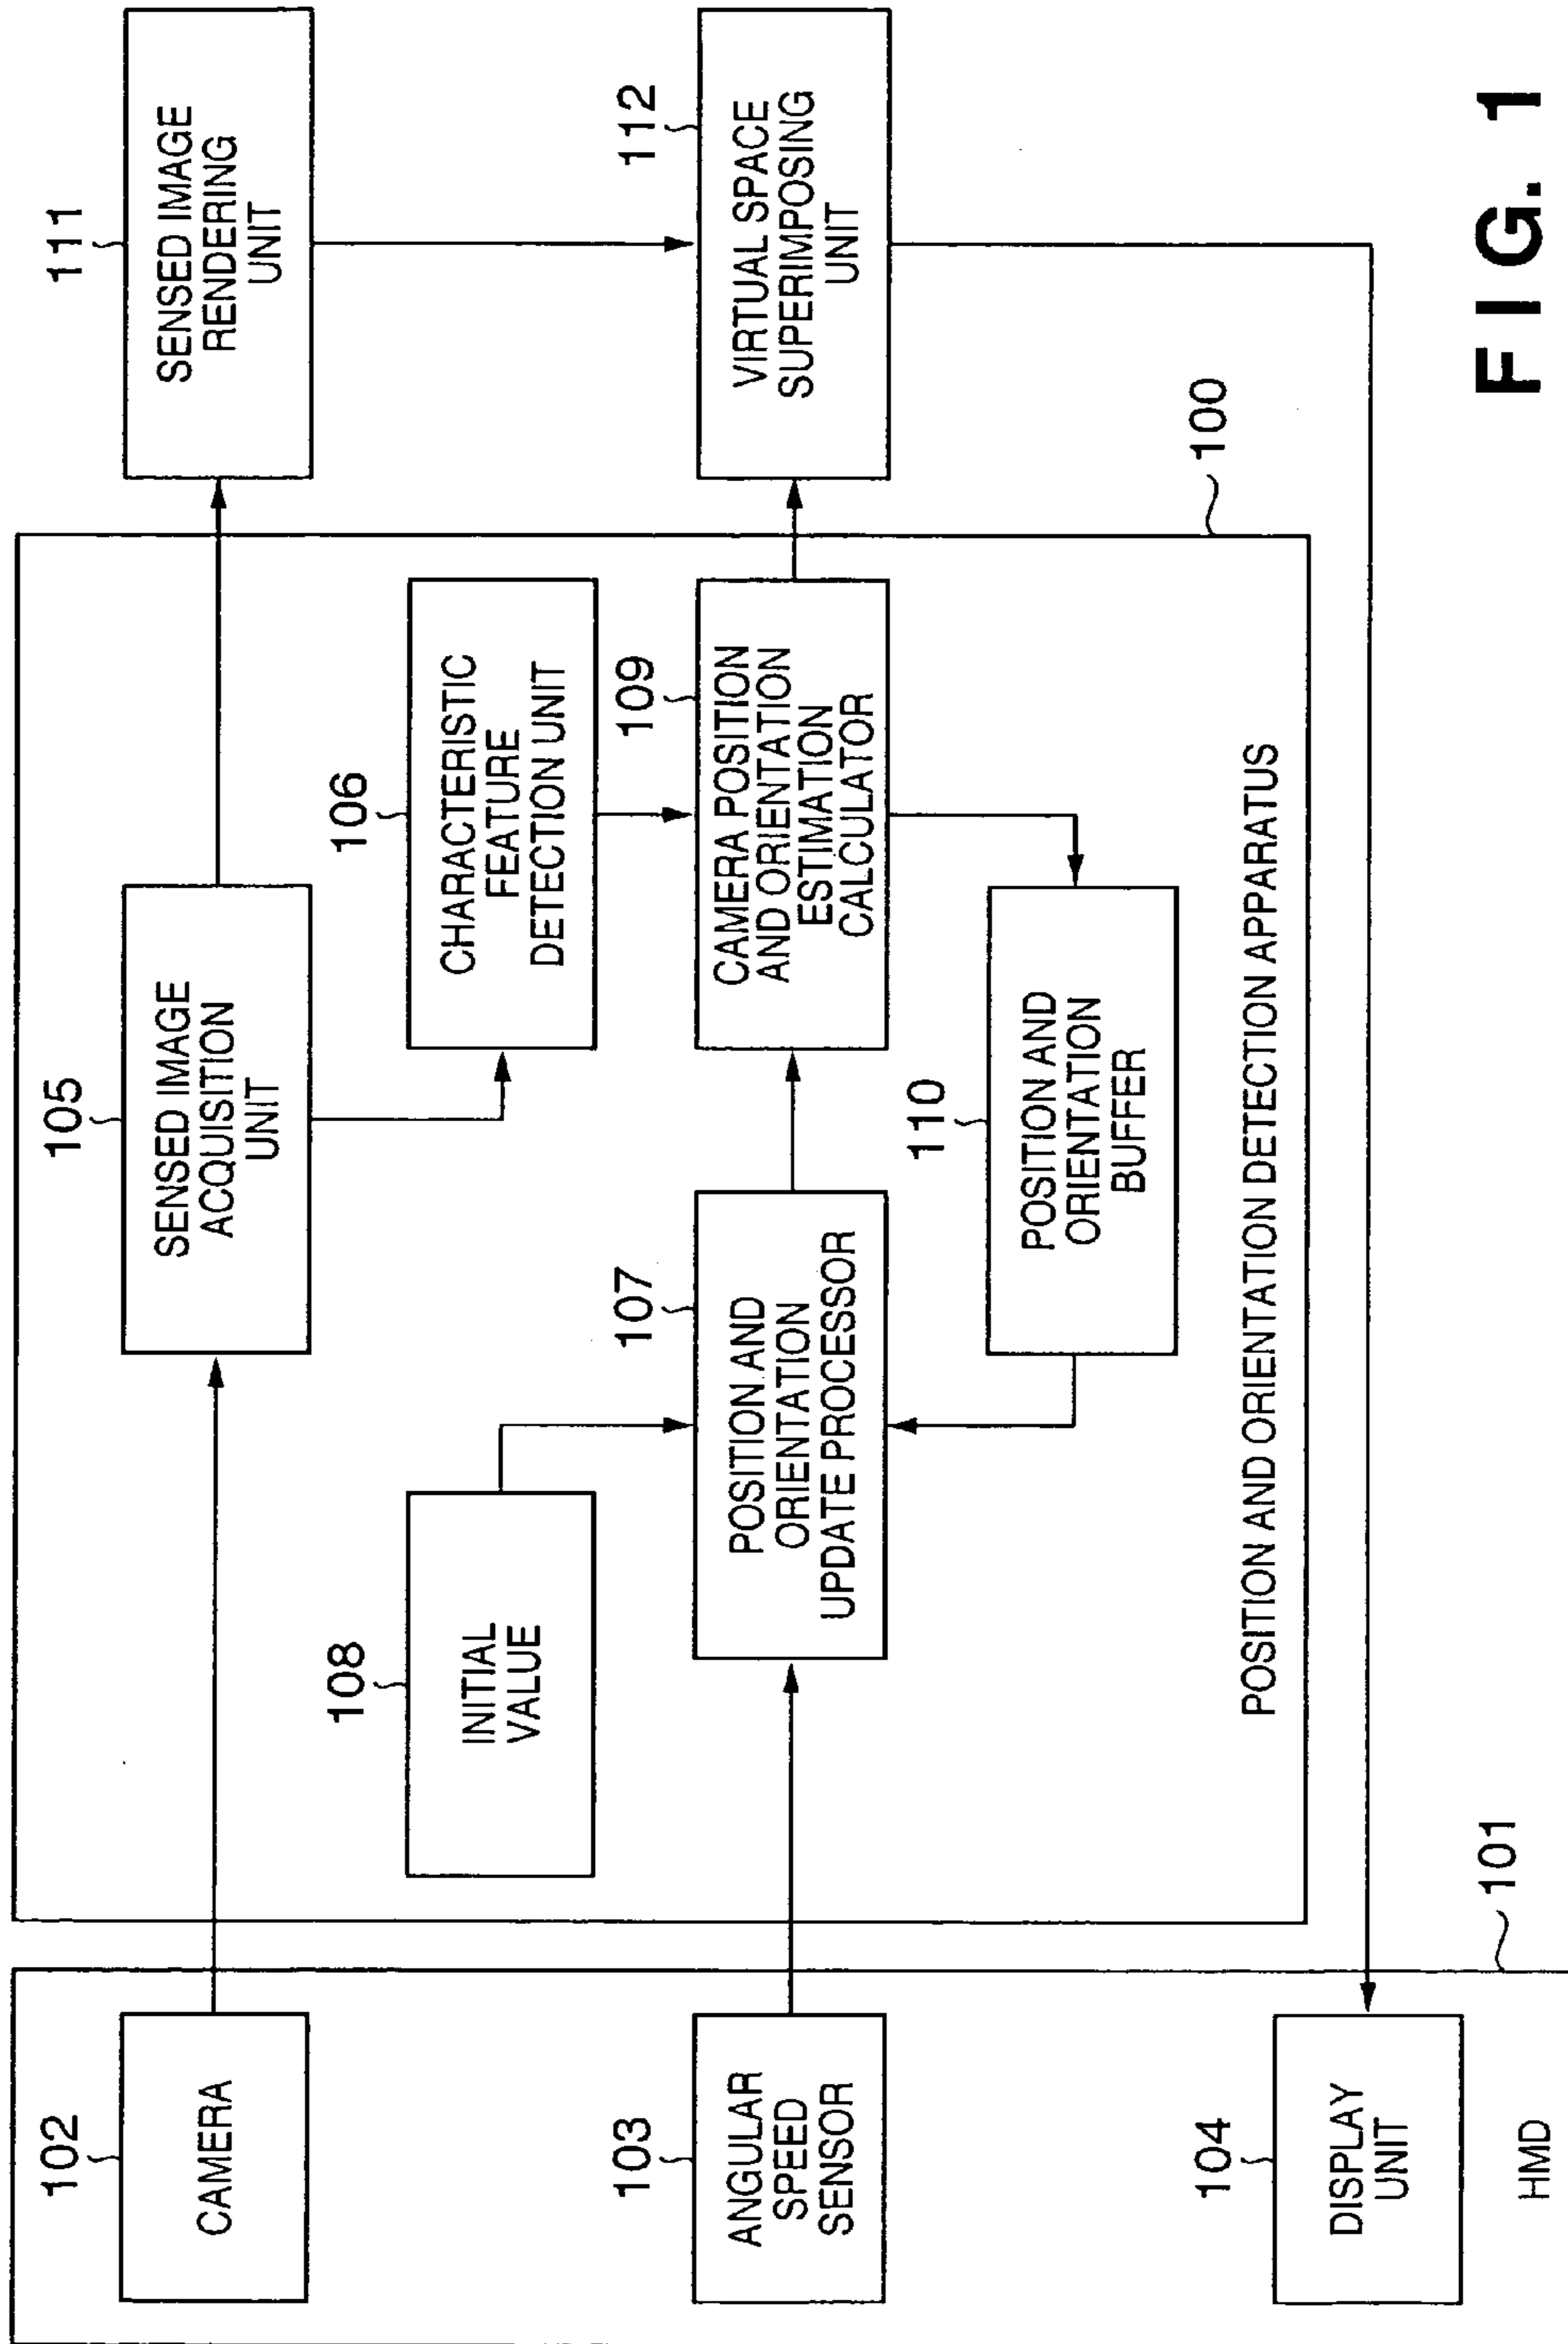 102
CAMERA
103
ANGULAR
SPEED
SENSOR
104
DISPLAY
UNIT
HMD
101
105
SENSED IMAGE
ACQUISITION
UNIT
108
INITIAL
VALUE
106
CHARACTERISTIC
FEATURE
DETECTION UNIT
107
POSITION AND
ORIENTATION
UPDATE PROCESSOR
109
CAMERA POSITION
AND ORIENTATION
ESTIMATION
CALCULATOR
110
POSITION AND
ORIENTATION
BUFFER
POSITION AND ORIENTATION DETECTION APPARATUS
100
111
SENSED IMAGE
RENDERING
UNIT
112
VIRTUAL SPACE
SUPERIMPOSING
UNIT
FIG. 1